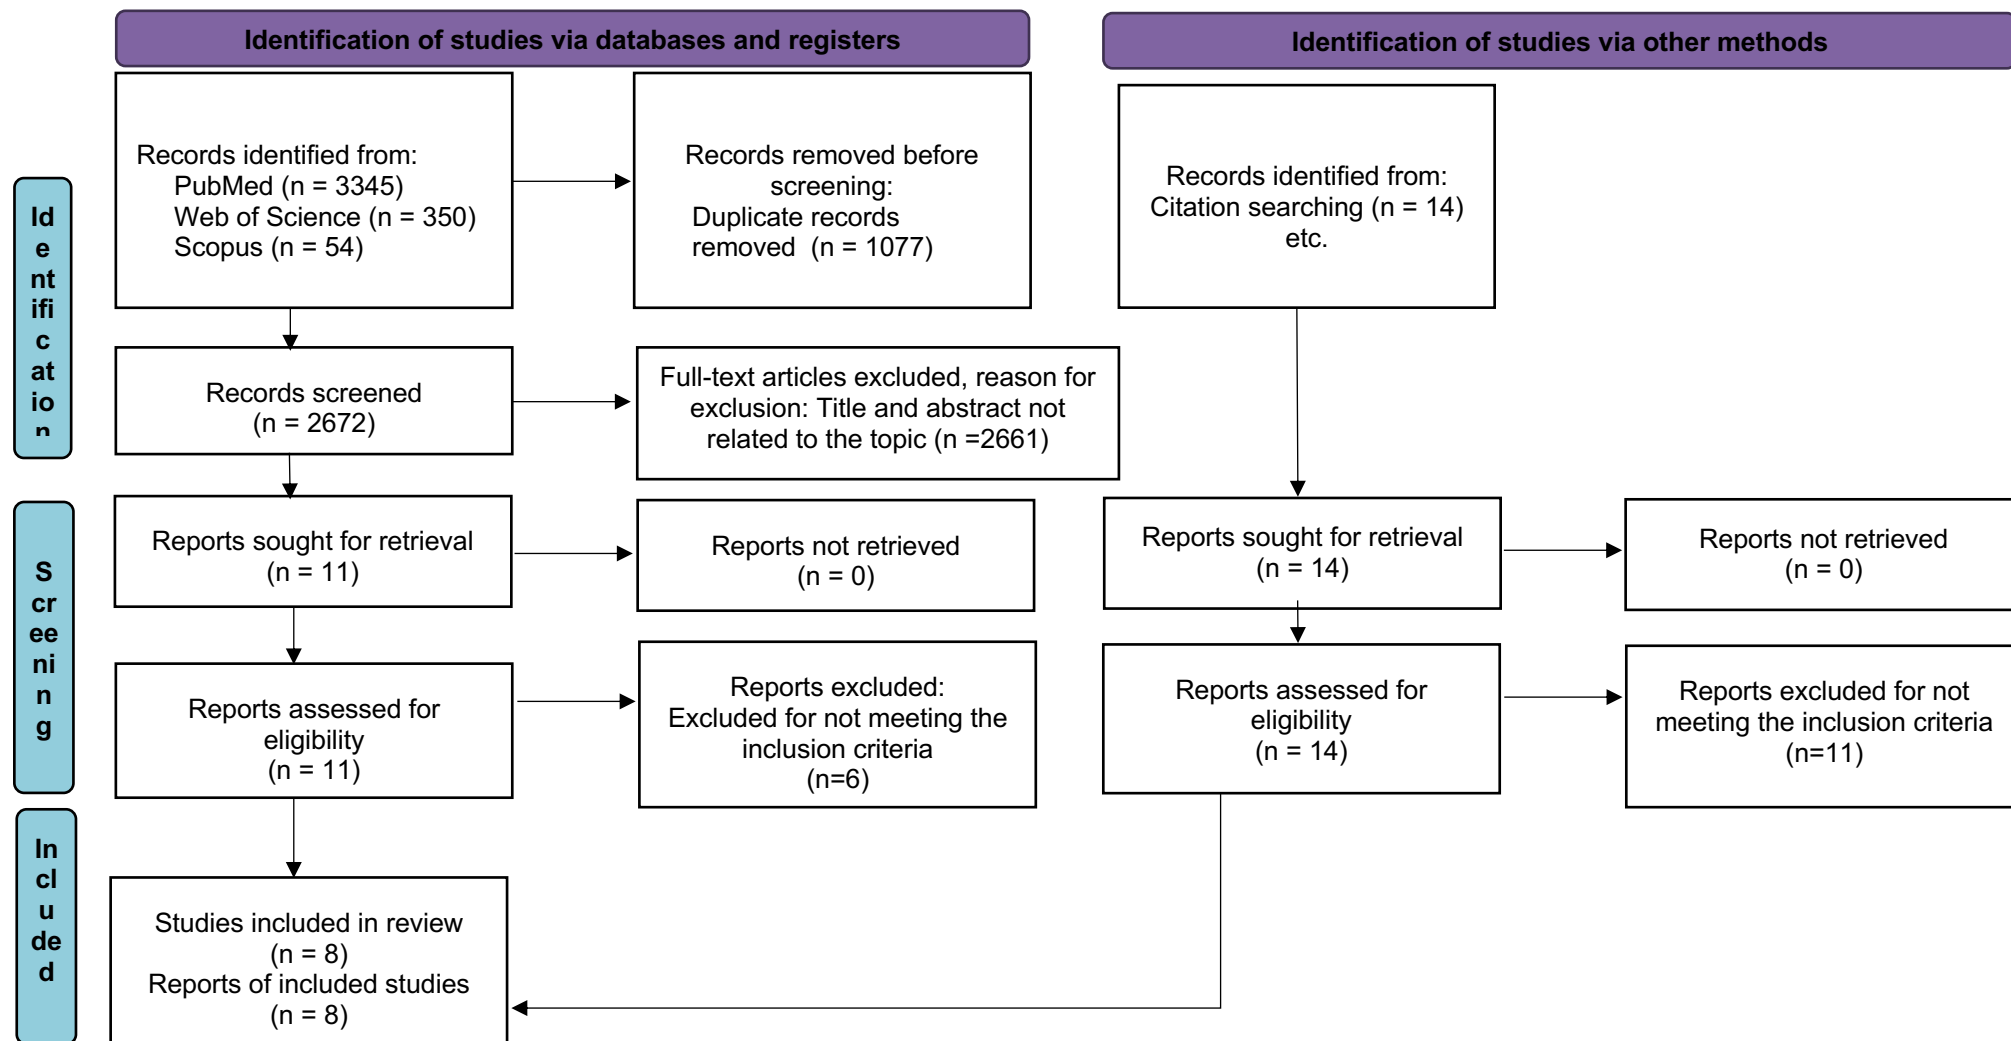 Identification of studies via databases and registers
Identification of studies via other methods
Id
e
nt
ifi
c
at
io
n
Records identified from:
PubMed (n = 3345)
Web of Science (n = 350)
Scopus (n = 54)
Records removed before
screening:
Duplicate records
removed  (n = 1077)
Records identified from:
Citation searching (n = 14)
etc.
Records screened
(n = 2672)
Full-text articles excluded, reason for
exclusion: Title and abstract not
related to the topic (n =2661)
S
cr
ee
ni
n
g
Reports sought for retrieval
(n = 11)
Reports not retrieved
(n = 0)
Reports sought for retrieval
(n = 14)
Reports not retrieved
(n = 0)
Reports assessed for
eligibility
(n = 11)
Reports excluded:
Excluded for not meeting the
inclusion criteria
(n=6)
Reports assessed for
eligibility
(n = 14)
Reports excluded for not
meeting the inclusion criteria
(n=11)
In
cl
u
de
d
Studies included in review
(n = 8)
Reports of included studies
(n = 8)